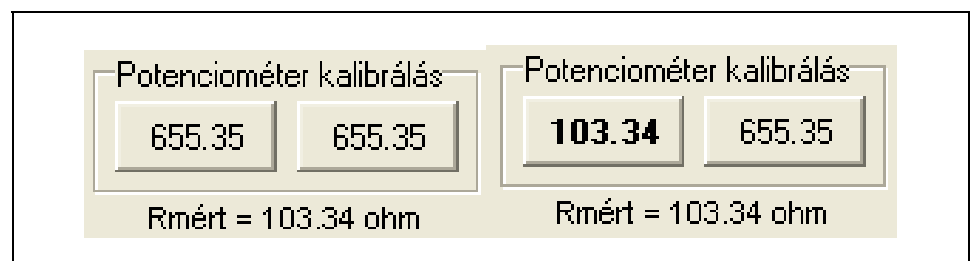 Potenciométer kalibrálás
655.35 655.35
Rmért = 103.34 ohm
Potenciométer kalibrálás
103.34 655.35
Rmért = 103.34 ohm